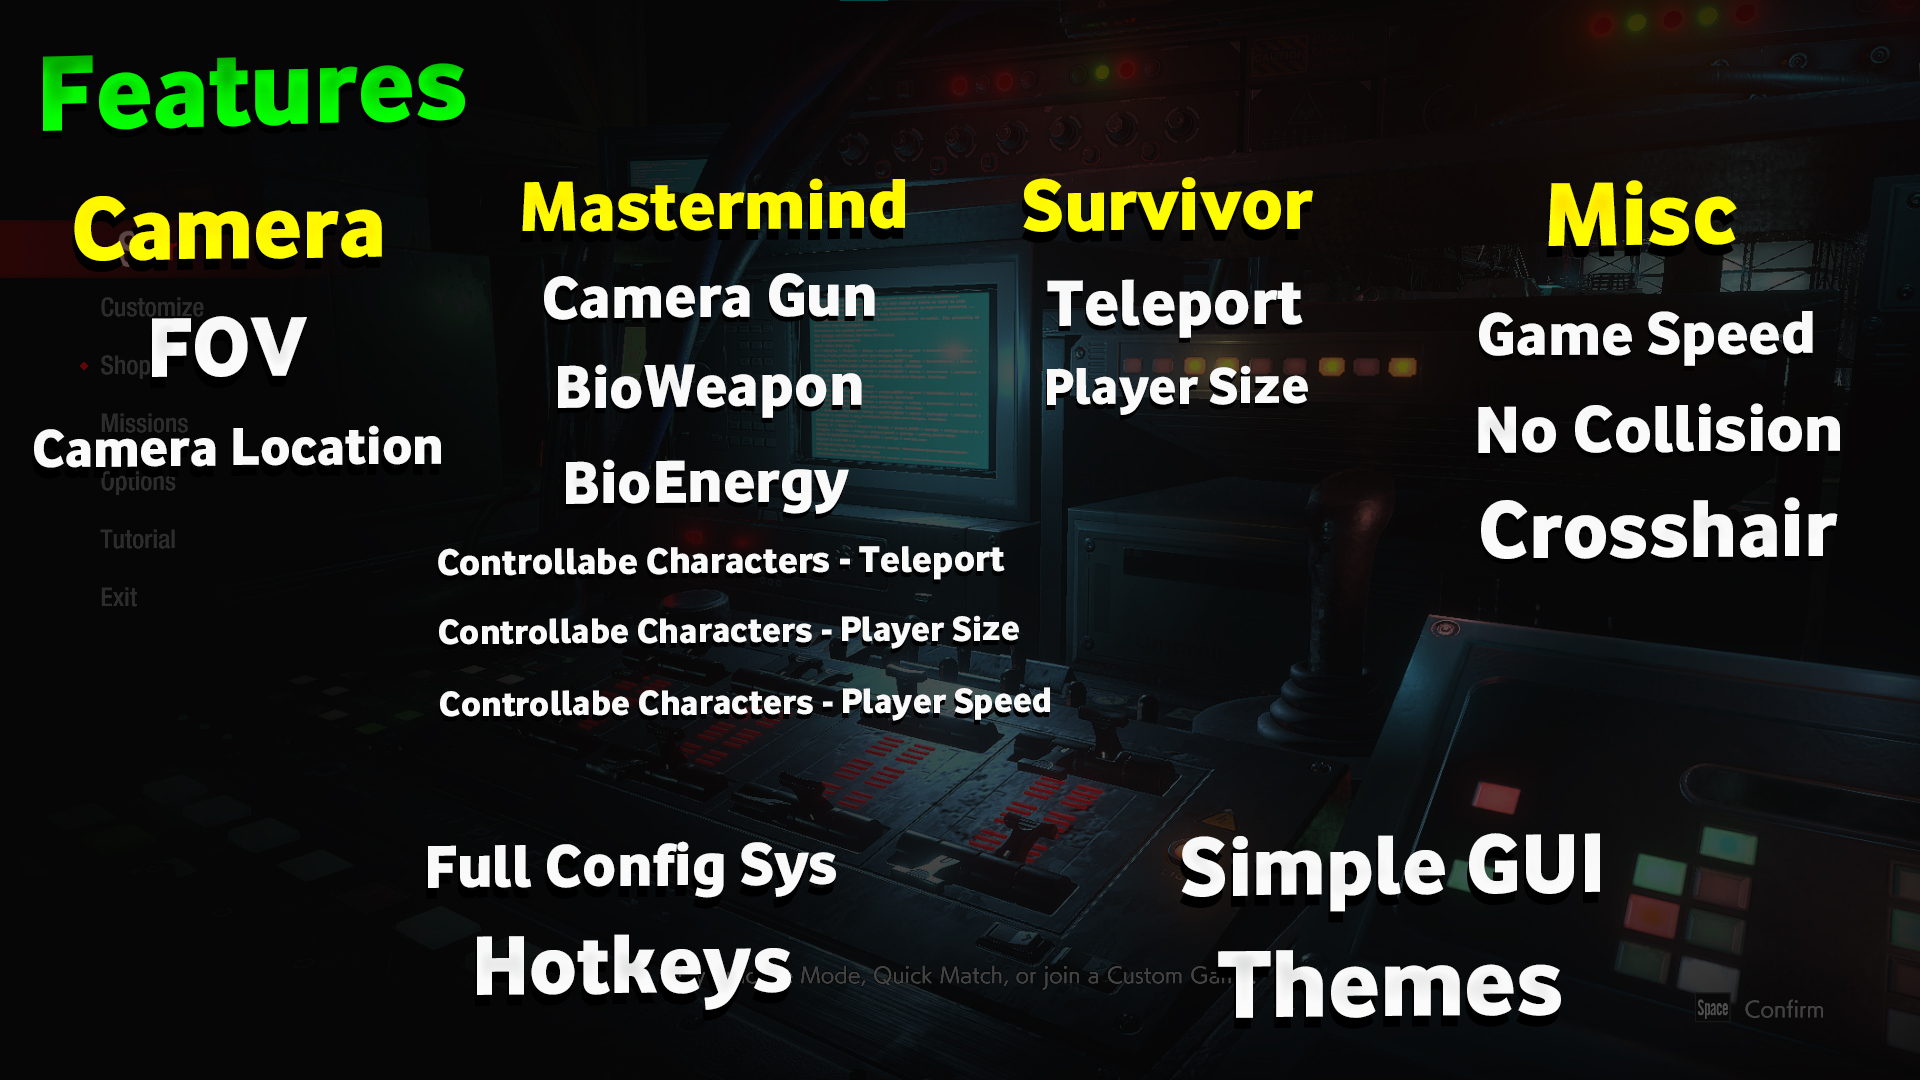 Features
Camera
FOV
Camera Location
Mastermind
Camera Gun
BioWeapon
BioEnergy
Controllabe Characters - Teleport
Controllabe Characters - Player Size
Controllabe Characters - Player Speed
Survivor
Teleport
Player Size
Misc
Game Speed
No Collision
Crosshair
Full Config Sys
Hotkeys
Simple GUI
Themes
Customize
Shop
Missions
Options
Tutorial
Exit
Mode, Quick Match, or join a Custom
Space Confirm